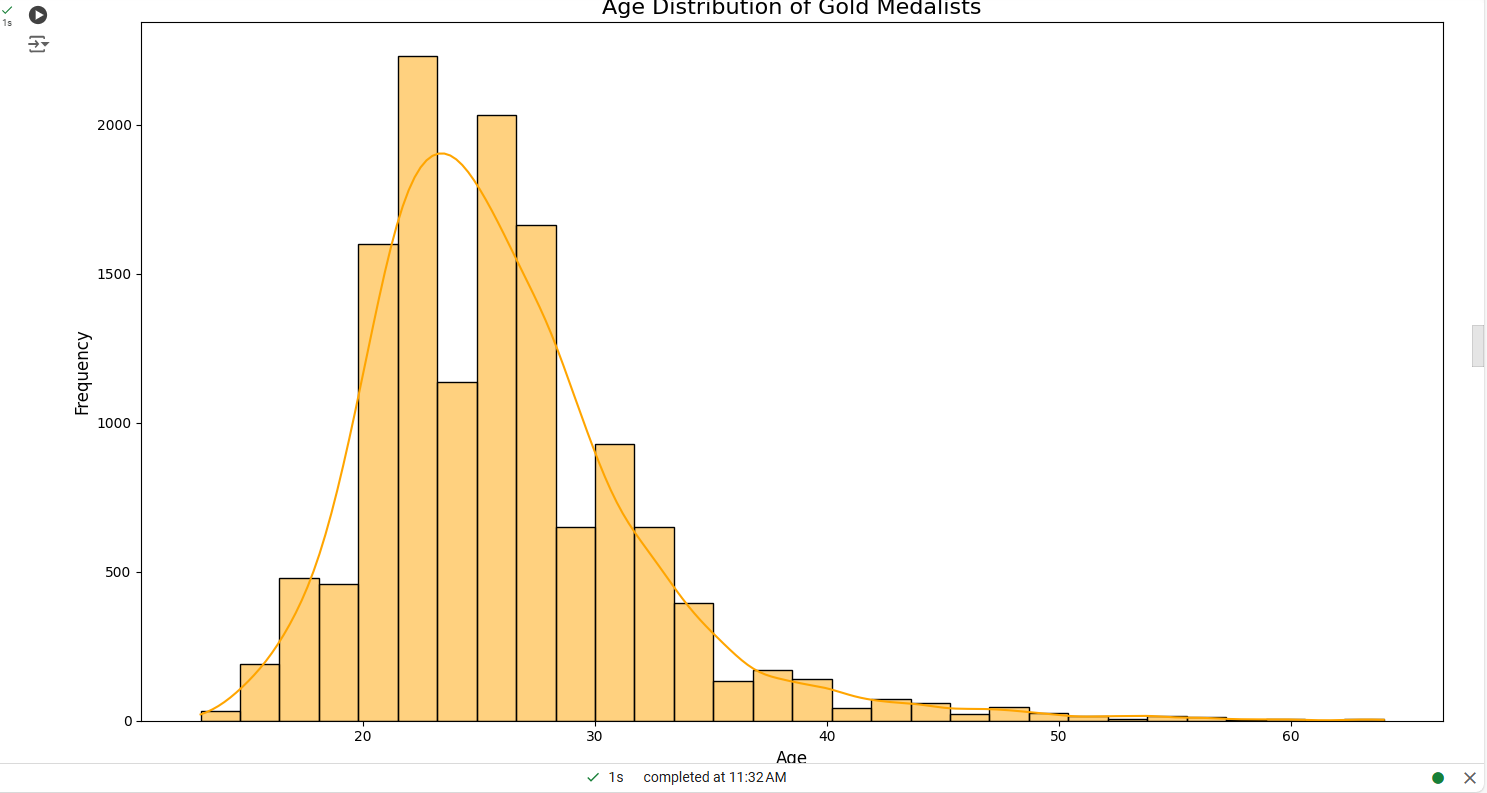 Age Distribution of Gold Medalists
1s
2000
1500
1000
500
0
Frequency
20 30 40 50 60
Age
1s completed at 11:32 AM